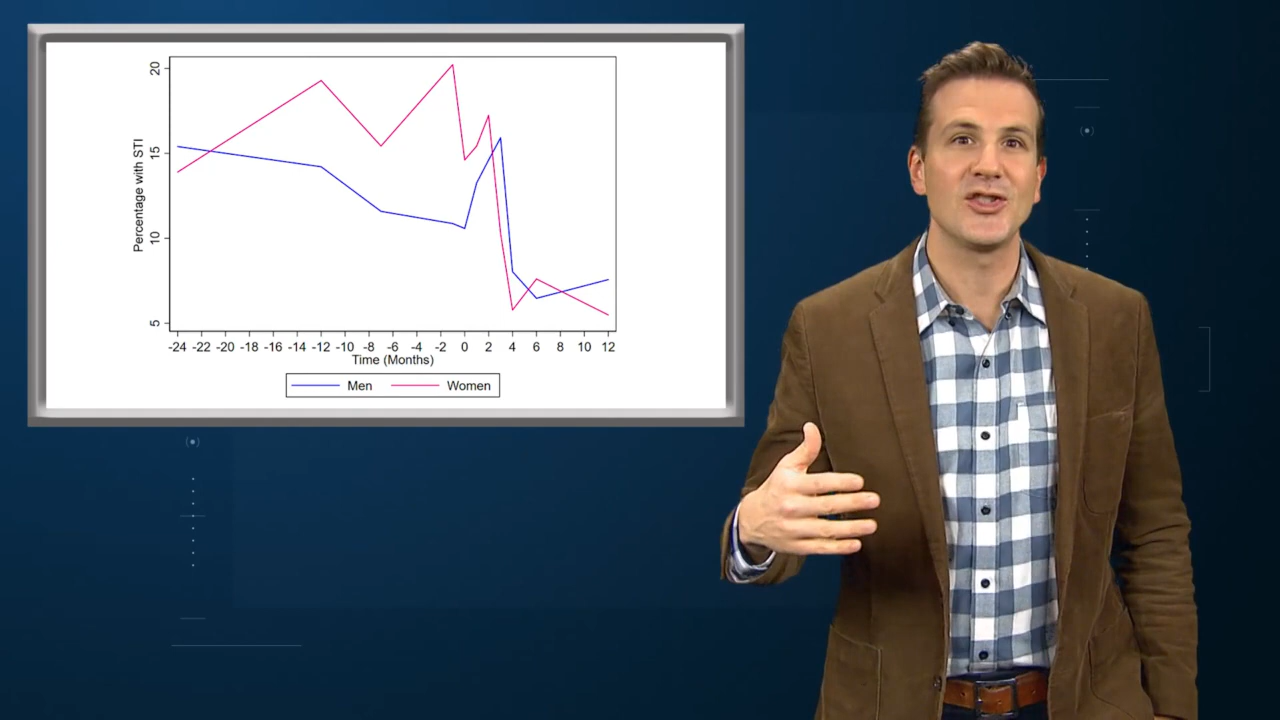 20
15
10
5
Percentage with STI
-24 -22 -20 -18 -16 -14 -12 -10 -8 -6 -4 -2 0 2 4 6 8 10 12
Time (Months)
Men Women